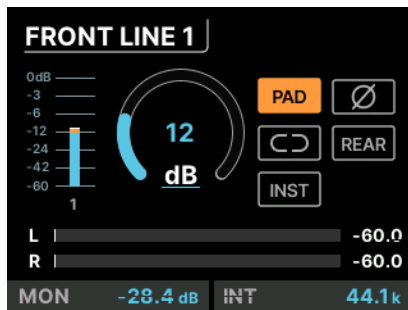 FRONT LINE 1
0dB
-3
-6
-12
-24
-42
-60
1
12
dB
PAD
REAR
INST
L -60.0
R -60.0
MON -28.4 dB INT 44.1k